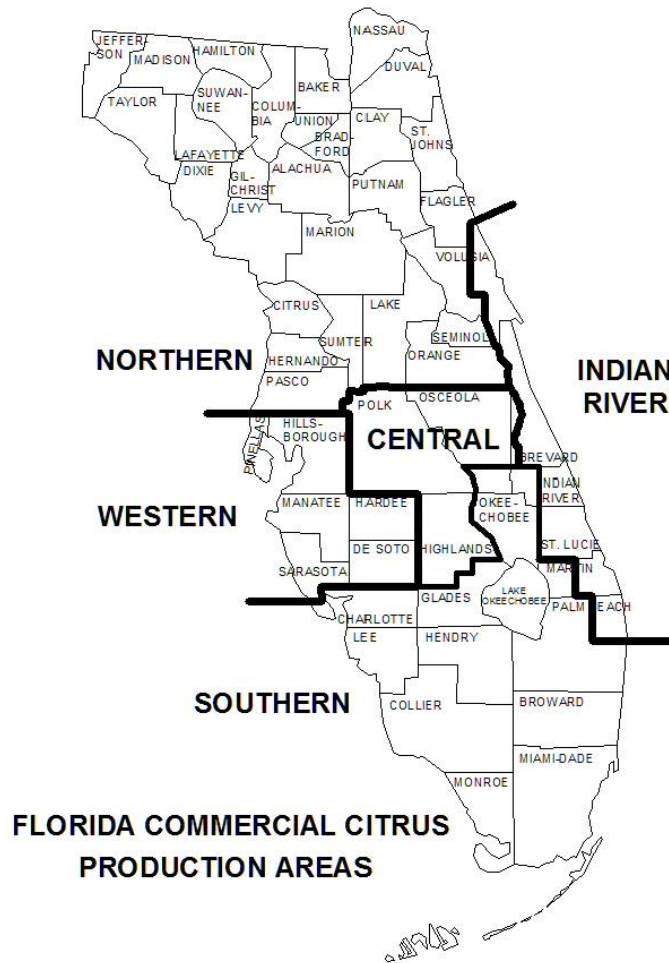 NASSAU
JEFFER-
SON
MADISON
HAMILTON
DUVAL
BAKER
TAYLOR
SUWAN-
NEE
COLUM-
BIA
UNION
CLAY
BRAD-
FORD
ST.
JOHNS
LAFAYETTE
DIXIE
GIL-
CHRIST
ALACHUA
PUTNAM
FLAGLER
LEVY
MARION
VOLUSIA
CITRUS
LAKE
SUMTER
SEMINOL
ORANGE
NORTHERN
HERNANDO
PASCO
INDIAN
RIVER
POLK
OSCEOLA
HILLS-
BOROUGH
CENTRAL
PINELLAS
BREVARD
INDIAN
RIVER
WESTERN
MANATEE
HARDEE
OKEE-
CHOBEE
DE SOTO
HIGHLANDS
ST. LUCIE
SARASOTA
MARTIN
GLADES
LAKE
OKEECHOBEE
PALM BEACH
CHARLOTTE
LEE
HENDRY
SOUTHERN
COLLIER
BROWARD
MIAMI-DADE
MONROE
FLORIDA COMMERCIAL CITRUS
PRODUCTION AREAS